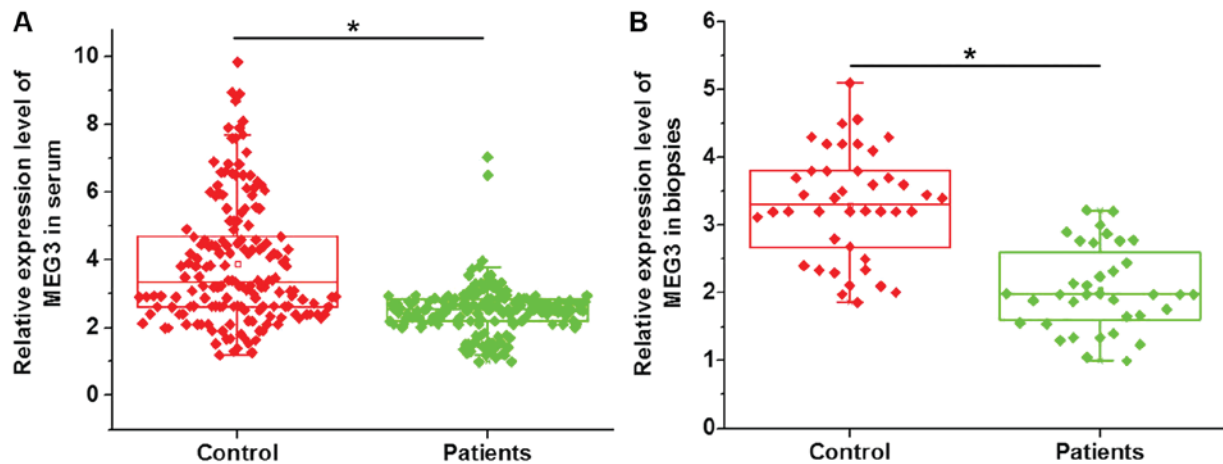 A
Relative expression level of
MEG3 in serum
10
8
6
4
2
0
*
Control
Patients
B
Relative expression level of
MEG3 in biopsies
6
5
4
3
2
1
0
*
Control
Patients